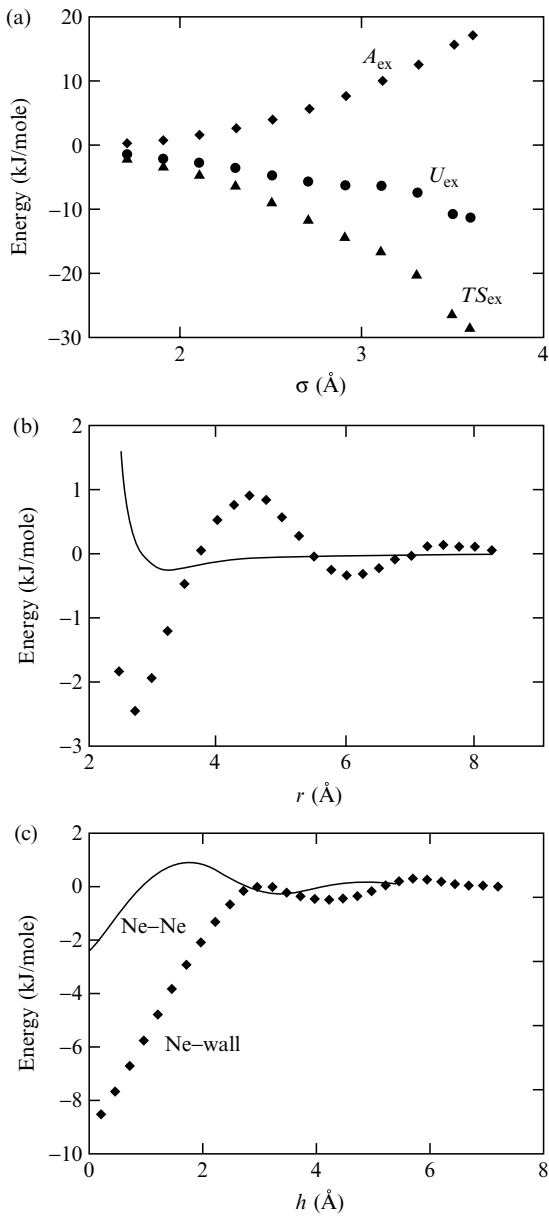 (a)
20
10
0
−10
−20
−30
Energy (kJ/mole)
A_ex
U_ex
TS_ex
2 3 4
σ (Å)
(b)
2
1
0
−1
−2
−3
Energy (kJ/mole)
2 4 6 8
r (Å)
(c)
2
0
−2
−4
−6
−8
−10
Energy (kJ/mole)
Ne–Ne
Ne–wall
0 2 4 6 8
h (Å)